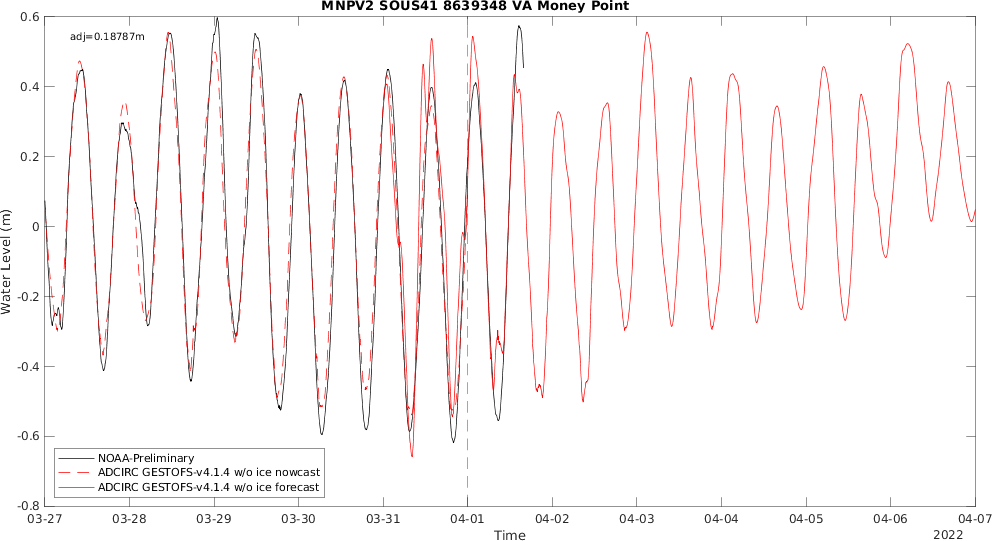 MNPV2 SOUS41 8639348 VA Money Point
adj=0.18787m
0.6
0.4
0.2
0
-0.2
-0.4
-0.6
-0.8
Water Level (m)
NOAA-Preliminary
ADCIRC GESTOFS-v4.1.4 w/o ice nowcast
ADCIRC GESTOFS-v4.1.4 w/o ice forecast
03-27 03-28 03-29 03-30 03-31 04-01 04-02 04-03 04-04 04-05 04-06 04-07
Time
2022